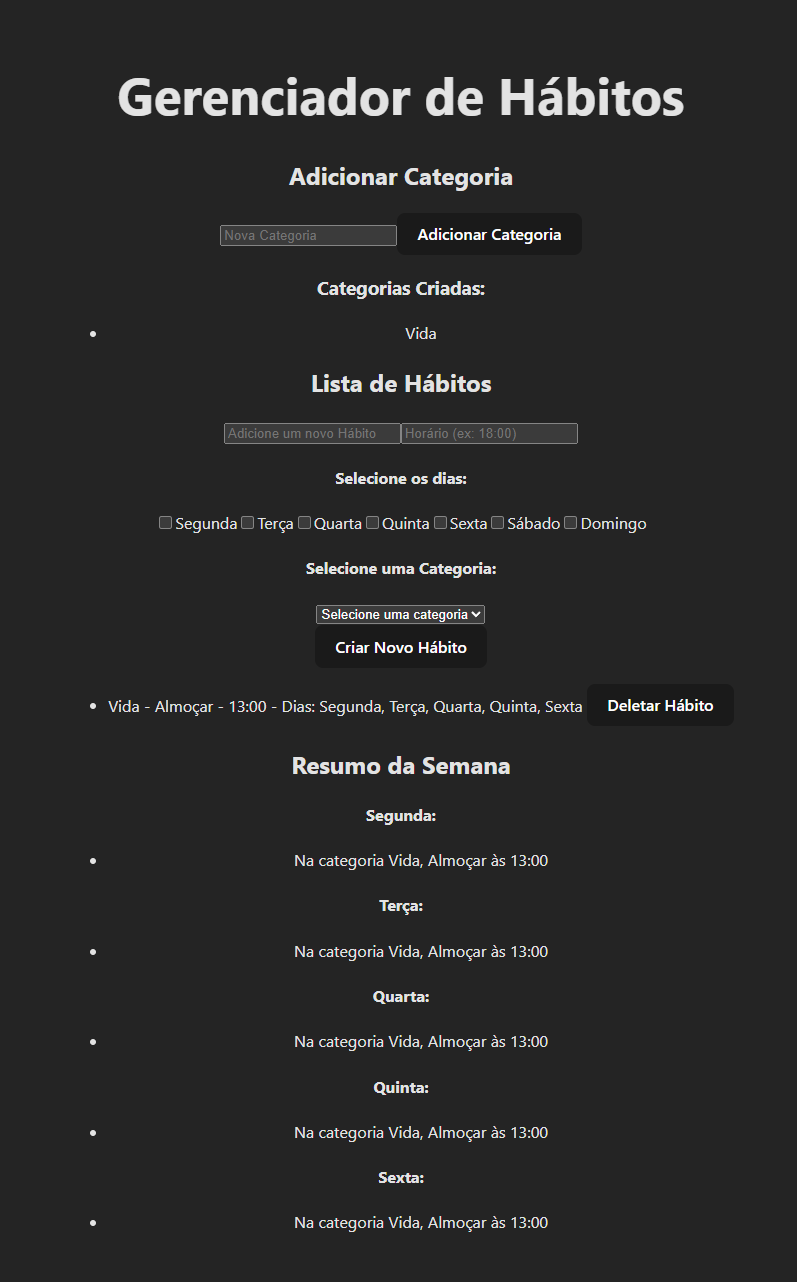 Gerenciador de Hábitos
Adicionar Categoria
Nova Categoria Adicionar Categoria
Categorias Criadas:
Vida
Lista de Hábitos
Adicione um novo Hábito Horário (ex: 18:00)
Selecione os dias:
Segunda Terça Quarta Quinta Sexta Sábado Domingo
Selecione uma Categoria:
Selecione uma categoria
Criar Novo Hábito
Vida - Almoçar - 13:00 - Dias: Segunda, Terça, Quarta, Quinta, Sexta Deletar Hábito
Resumo da Semana
Segunda:
Na categoria Vida, Almoçar às 13:00
Terça:
Na categoria Vida, Almoçar às 13:00
Quarta:
Na categoria Vida, Almoçar às 13:00
Quinta:
Na categoria Vida, Almoçar às 13:00
Sexta:
Na categoria Vida, Almoçar às 13:00